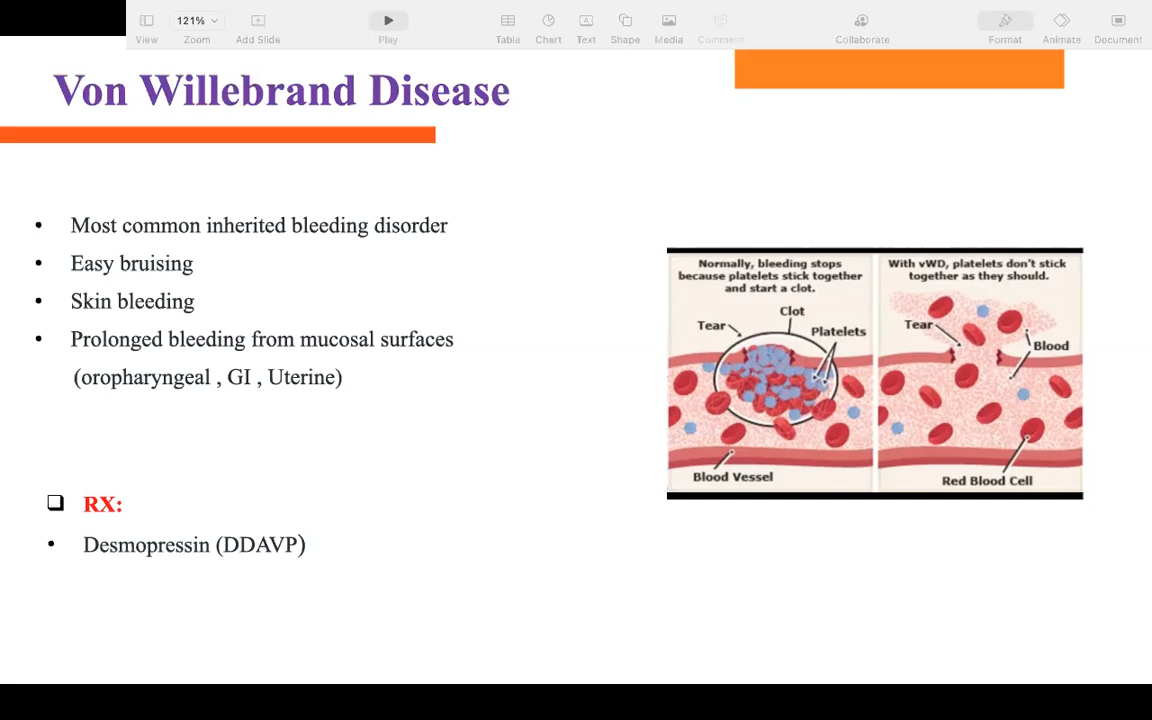 121%
View
Zoom
Add Slide
Play
Table
Chart
Text
Shape
Media
Comment
Collaborate
Format
Animate
Document
Von Willebrand Disease
• Most common inherited bleeding disorder
• Easy bruising
• Skin bleeding
• Prolonged bleeding from mucosal surfaces
(oropharyngeal , GI , Uterine)
❑ RX:
• Desmopressin (DDAVP)
Normally, bleeding stops
because platelets stick together
and start a clot.
Clot
Tear
Platelets
Blood Vessel
With vWD, platelets don't stick
together as they should.
Tear
Blood
Red Blood Cell